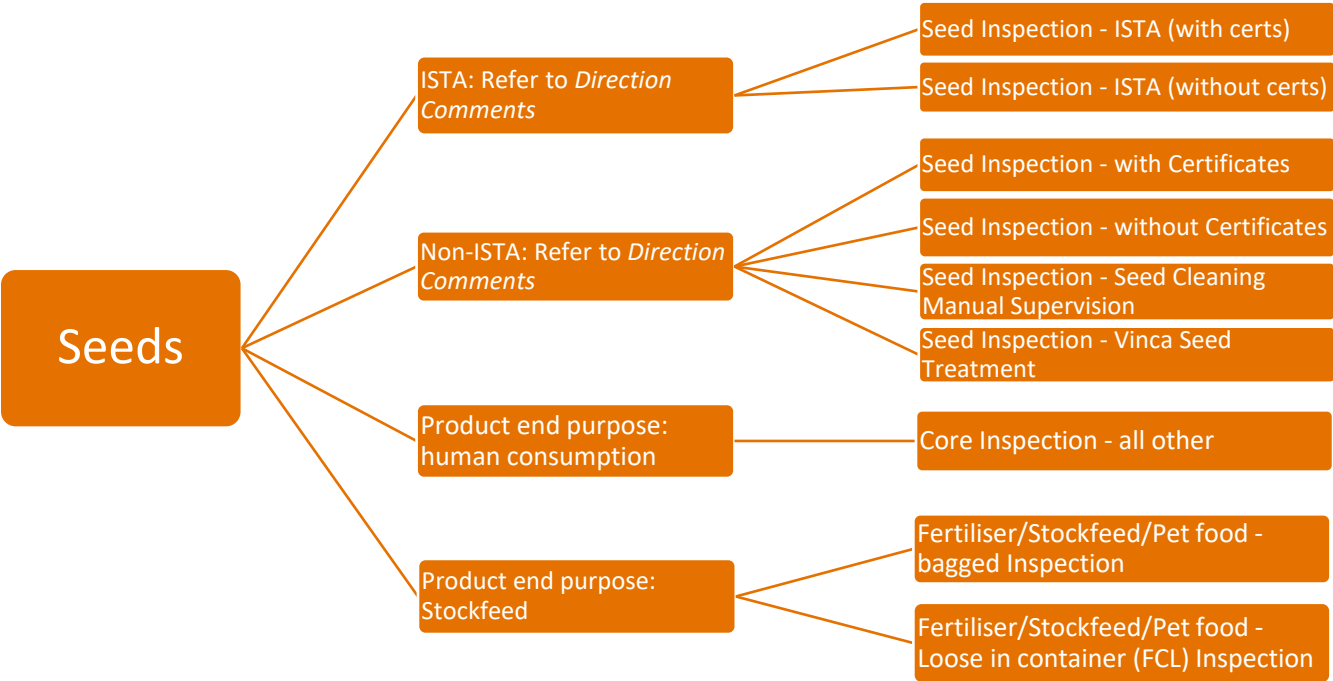 Seeds
ISTA: Refer to Direction
Comments
Seed Inspection - ISTA (with certs)
Seed Inspection - ISTA (without certs)
Non-ISTA: Refer to Direction
Comments
Seed Inspection - with Certificates
Seed Inspection - without Certificates
Seed Inspection - Seed Cleaning
Manual Supervision
Seed Inspection - Vinca Seed
Treatment
Product end purpose:
human consumption
Core Inspection - all other
Product end purpose:
Stockfeed
Fertiliser/Stockfeed/Pet food -
bagged Inspection
Fertiliser/Stockfeed/Pet food -
Loose in container (FCL) Inspection